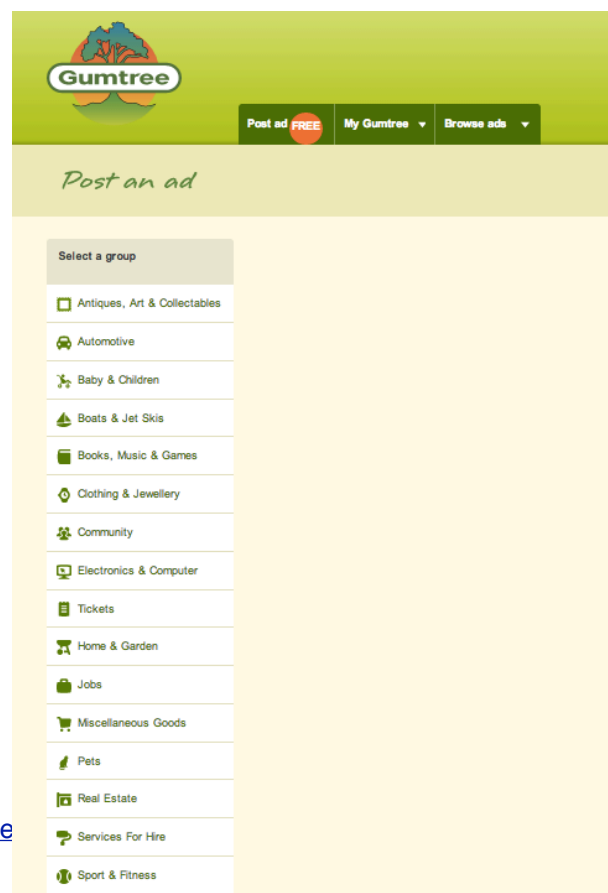 Gumtree
Post ad FREE My Gumtree Browse ads
Post an ad
Select a group
Antiques, Art & Collectables
Automotive
Baby & Children
Boats & Jet Skis
Books, Music & Games
Clothing & Jewellery
Community
Electronics & Computer
Tickets
Home & Garden
Jobs
Miscellaneous Goods
Pets
Real Estate
e
Services For Hire
Sport & Fitness